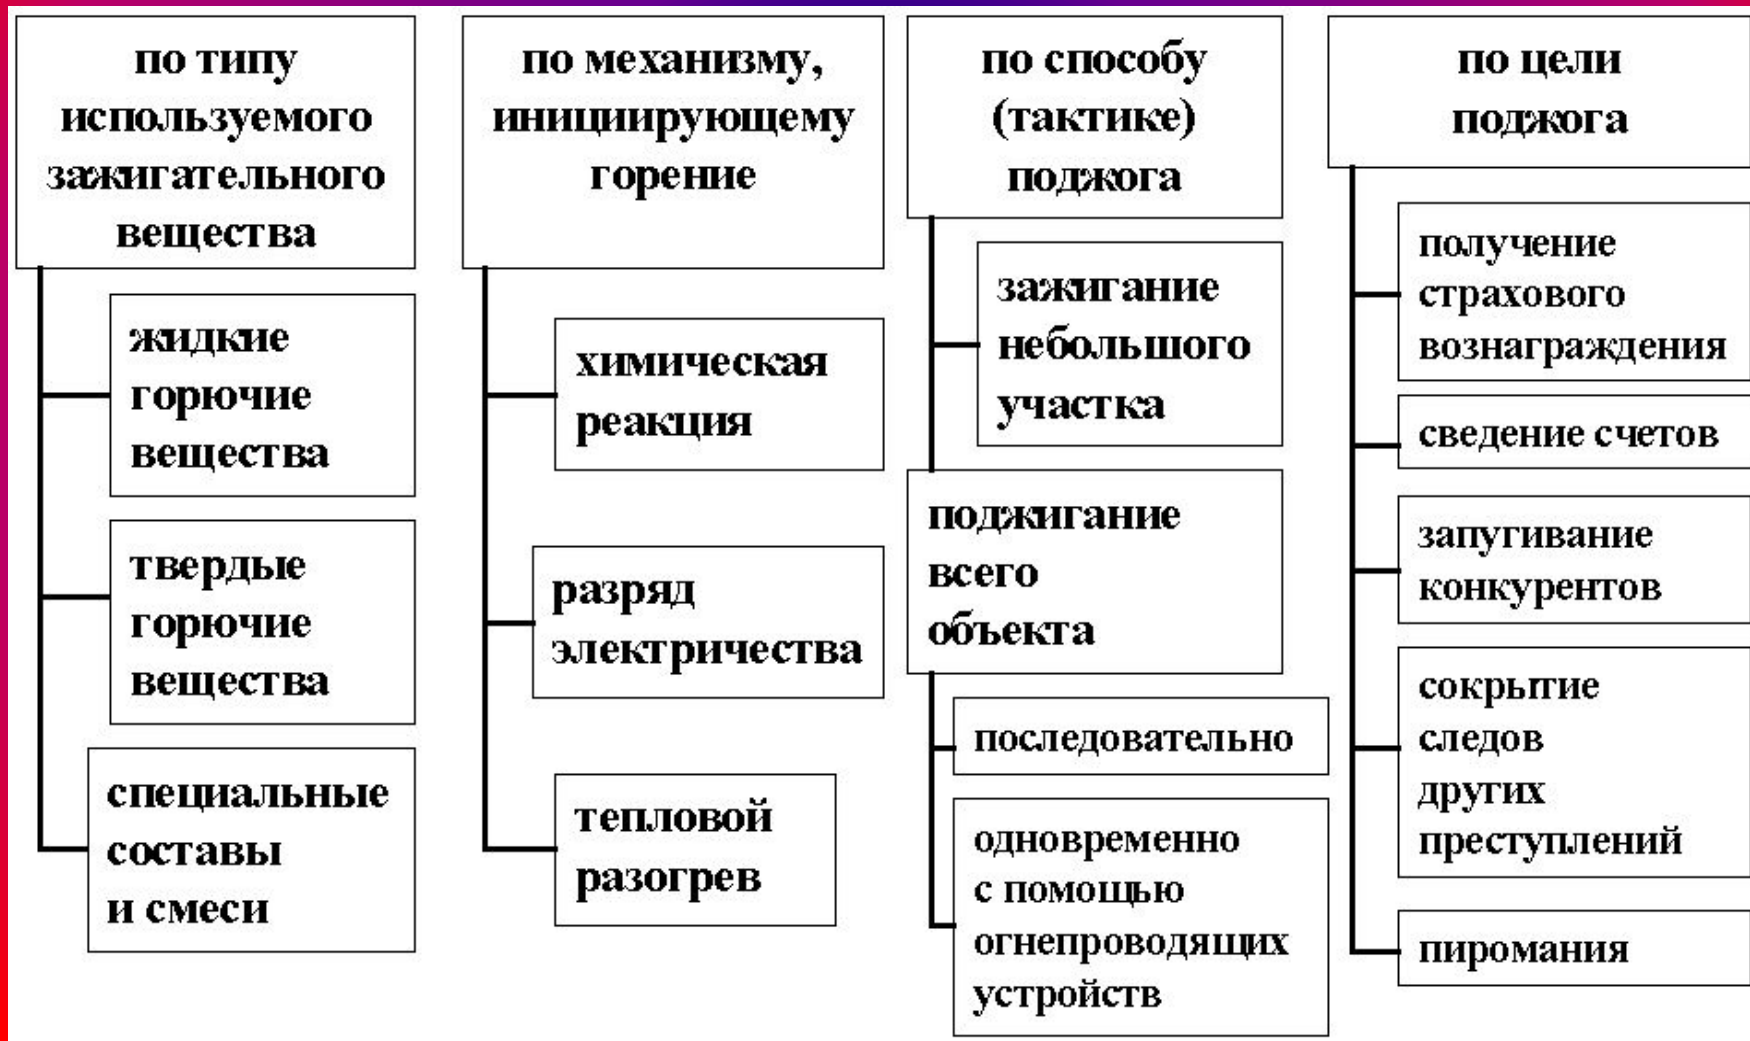 по типу
используемого
зажигательного
вещества
жидкие
горючие
вещества
твердые
горючие
вещества
специальные
составы
и смеси
по механизму,
инициирующему
горение
химическая
реакция
разряд
электричества
тепловой
разогрев
по способу
(тактике)
поджога
зажигание
небольшого
участка
поджигание
всего
объекта
последовательно
одновременно
с помощью
огнепроводящих
устройств
по цели
поджога
получение
страхового
вознаграждения
сведение счетов
запугивание
конкурентов
сокрытие
следов
других
преступлений
пиромания